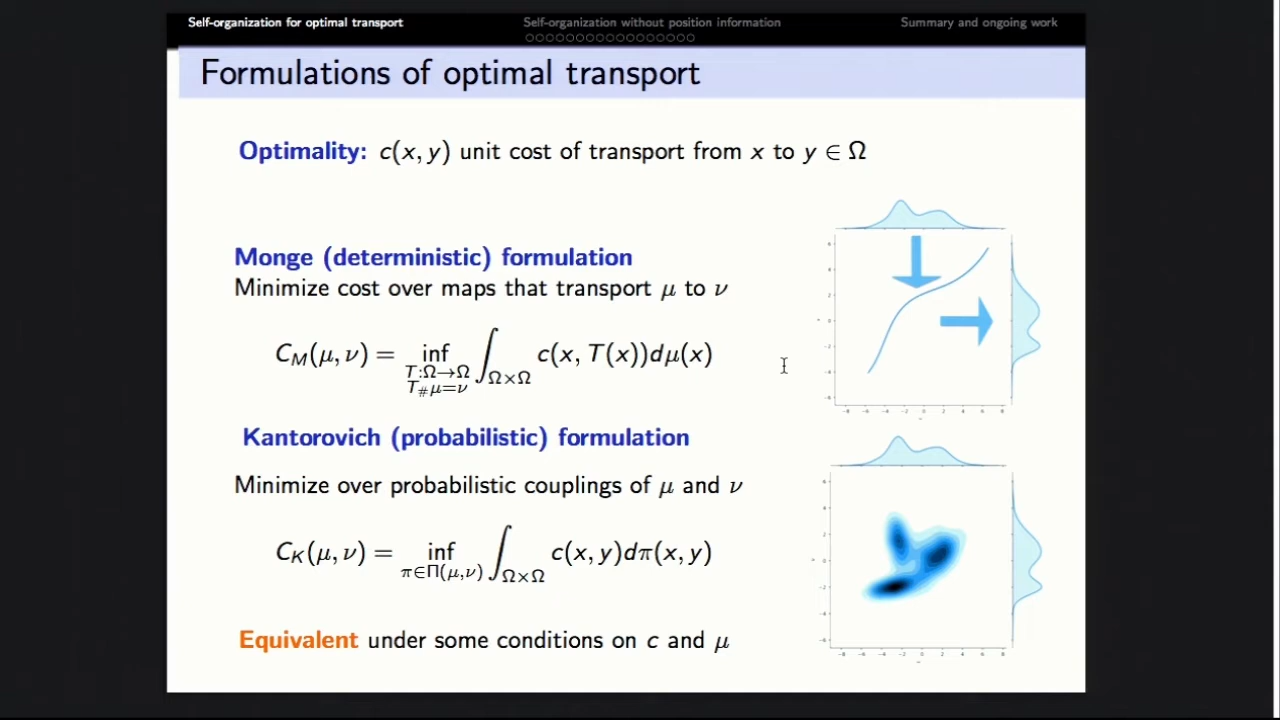 Self-organization for optimal transport
Self-organization without position information
Summary and ongoing work
Formulations of optimal transport
Optimality: c(x, y) unit cost of transport from x to y ∈ Ω
Monge (deterministic) formulation
Minimize cost over maps that transport μ to ν
C_M(μ, ν) = inf_{T:Ω→Ω, T_#μ=ν} ∫_{Ω×Ω} c(x, T(x))dμ(x)
Kantorovich (probabilistic) formulation
Minimize over probabilistic couplings of μ and ν
C_K(μ, ν) = inf_{π∈Π(μ,ν)} ∫_{Ω×Ω} c(x, y)dπ(x, y)
Equivalent under some conditions on c and μ